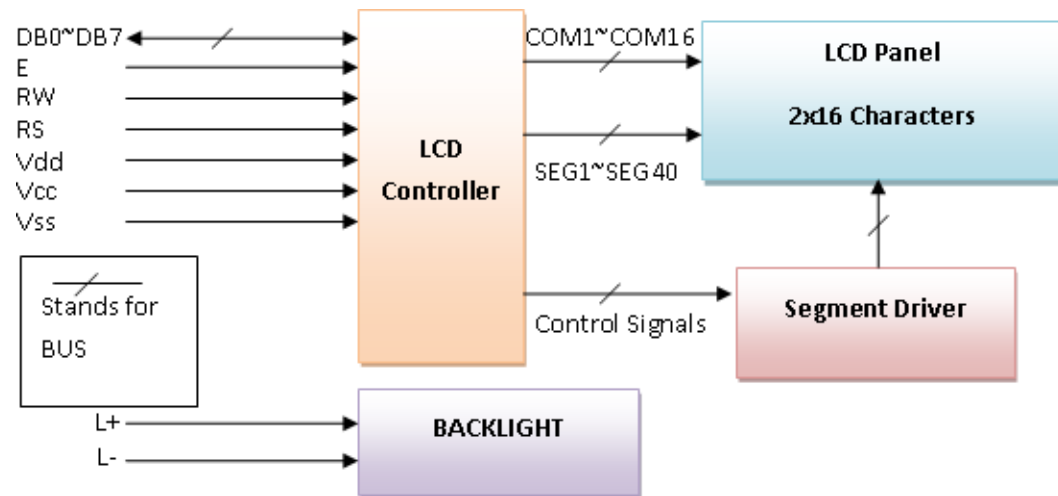 DB0~DB7
E
RW
RS
Vdd
Vcc
Vss
Stands for
BUS
L+
L-
LCD
Controller
COM1~COM16
SEG1~SEG40
Control Signals
LCD Panel
2x16 Characters
Segment Driver
BACKLIGHT